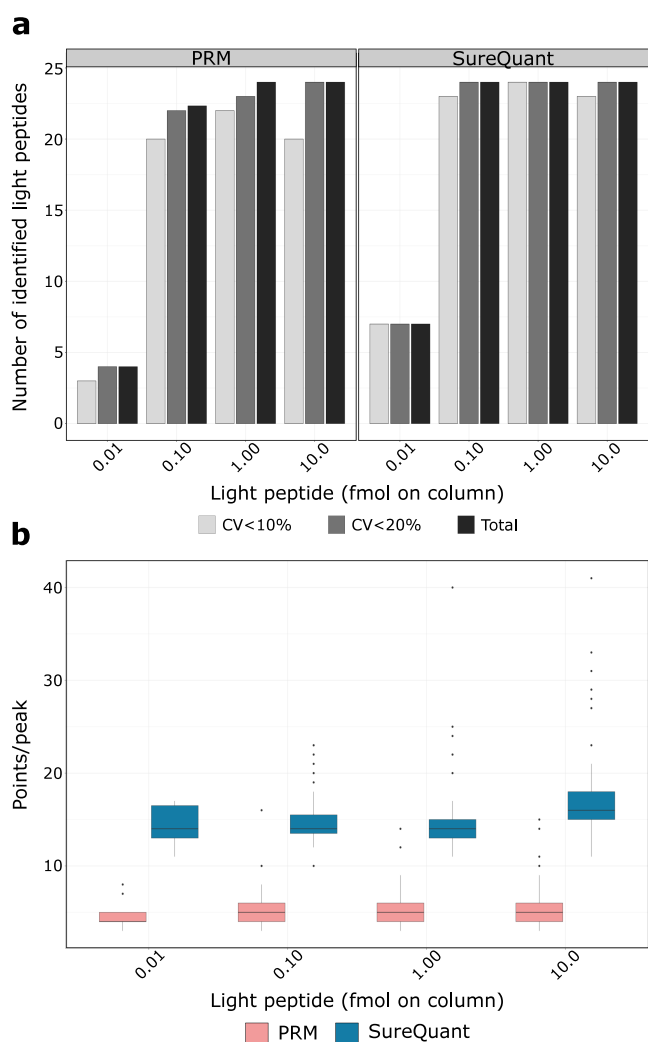 a
PRM
SureQuant
Number of identified light peptides
25
20
15
10
5
0
0.01
0.10
1.00
10.0
0.01
0.10
1.00
10.0
Light peptide (fmol on column)
CV<10%
CV<20%
Total
b
Points/peak
40
30
20
10
0.01
0.10
1.00
10.0
Light peptide (fmol on column)
PRM
SureQuant